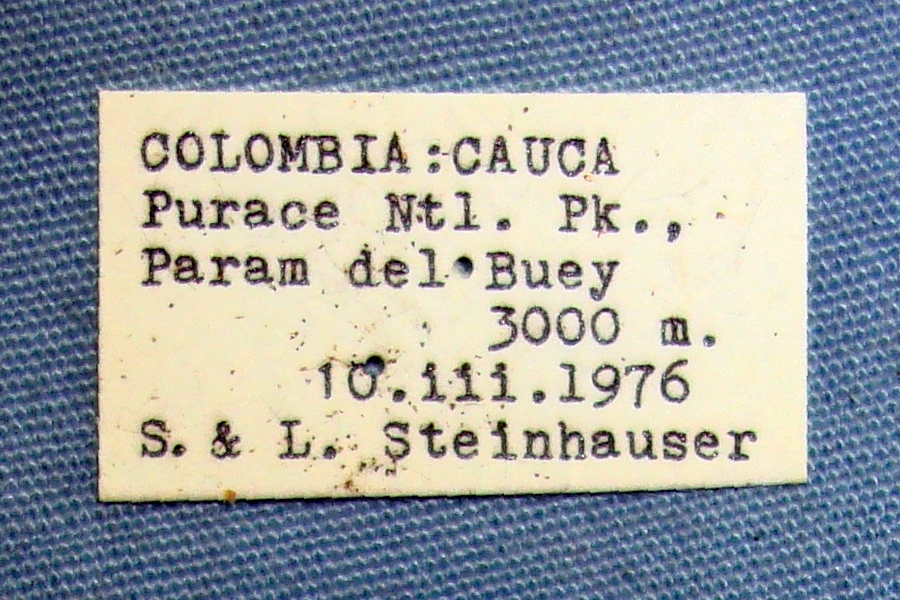 COLOMBIA:CAUCA
Purace Ntl. Pk.,
Param del Buey
3000 m.
10.iii.1976
S. & L. Steinhauser